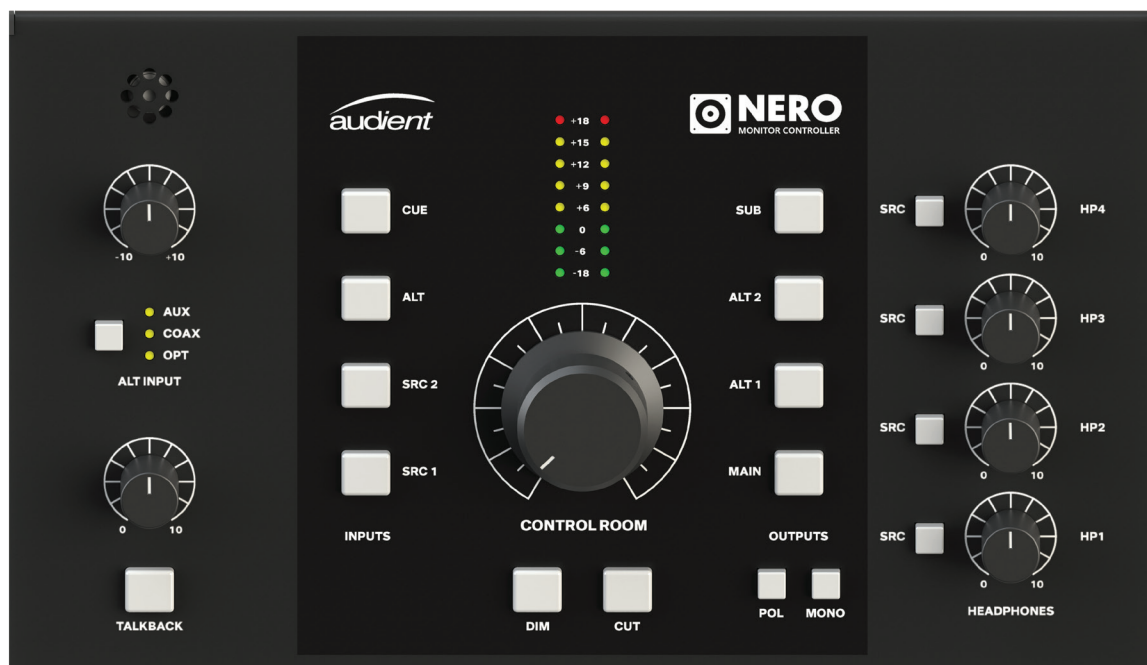 audient
NERO
MONITOR CONTROLLER
+18
+15
+12
+9
+6
0
-6
-18
-10 +10
AUX
COAX
OPT
ALT INPUT
0 10
TALKBACK
CUE
ALT
SRC 2
SRC 1
INPUTS
CONTROL ROOM
DIM
CUT
SUB
ALT 2
ALT 1
MAIN
OUTPUTS
POL
MONO
SRC
HP4
0 10
SRC
HP3
0 10
SRC
HP2
0 10
SRC
HP1
0 10
HEADPHONES